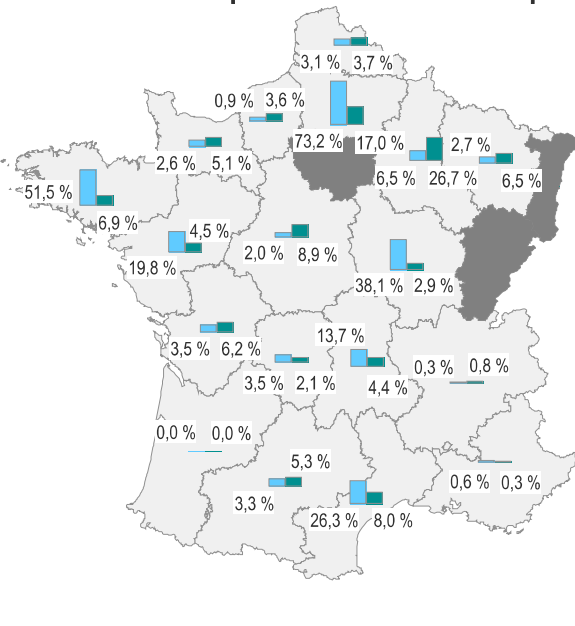 3,1 % 3,7 %
0,9 % 3,6 %
73,2 % 17,0 %
2,7 %
2,6 % 5,1 %
6,5 % 26,7 % 6,5 %
51,5 %
6,9 %
4,5 %
19,8 %
2,0 % 8,9 %
38,1 % 2,9 %
13,7 %
3,5 % 6,2 %
0,3 % 0,8 %
3,5 % 2,1 %
4,4 %
0,0 % 0,0 %
5,3 %
3,3 %
0,6 % 0,3 %
26,3 % 8,0 %